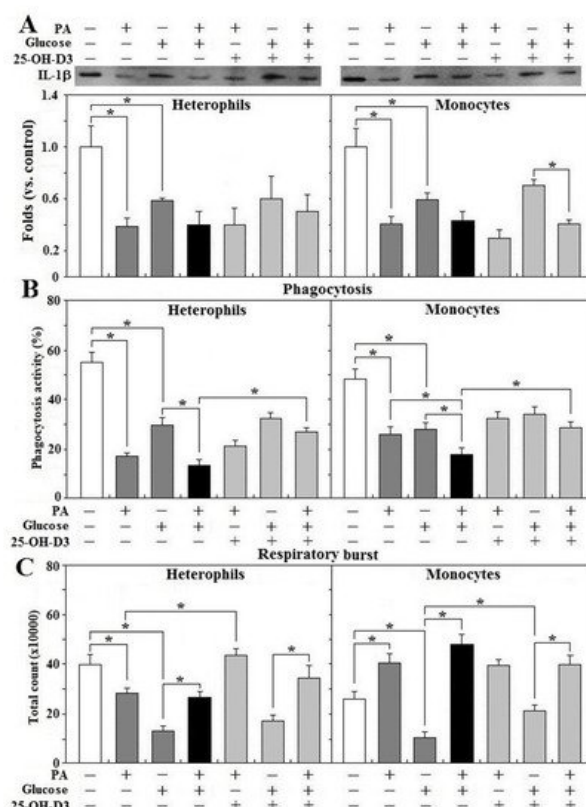 A
PA − + − + + − + − + − + + − +
Glucose − − + + − + + − − + + − + +
25-OH-D3 − − − − + + + − − − − + + +
IL-1β
Heterophils Monocytes
Folds (vs. control)
1.4
1.0
0.6
0.2
0
* * * * *
B Phagocytosis
Heterophils Monocytes
Phagocytosis activity (%)
80
60
40
20
0
* * * * * * * * *
PA − + − + + − + − + − + + − +
Glucose − − + + − + + − − + + − + +
25-OH-D3 − − − − + + + − − − − + + +
C Respiratory burst
Heterophils Monocytes
Total count (x10000)
80
60
40
20
0
* * * * * * * * * *
PA − + − + + − + − + − + + − +
Glucose − − + + − + + − − + + − + +
25-OH-D3 − − − − + + + − − − − + + +